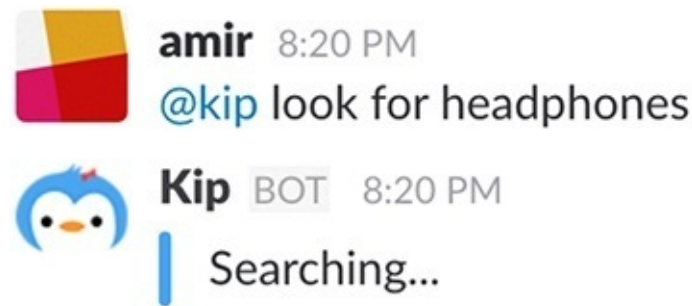 amir 8:20 PM
@kip look for headphones
Kip BOT 8:20 PM
Searching...